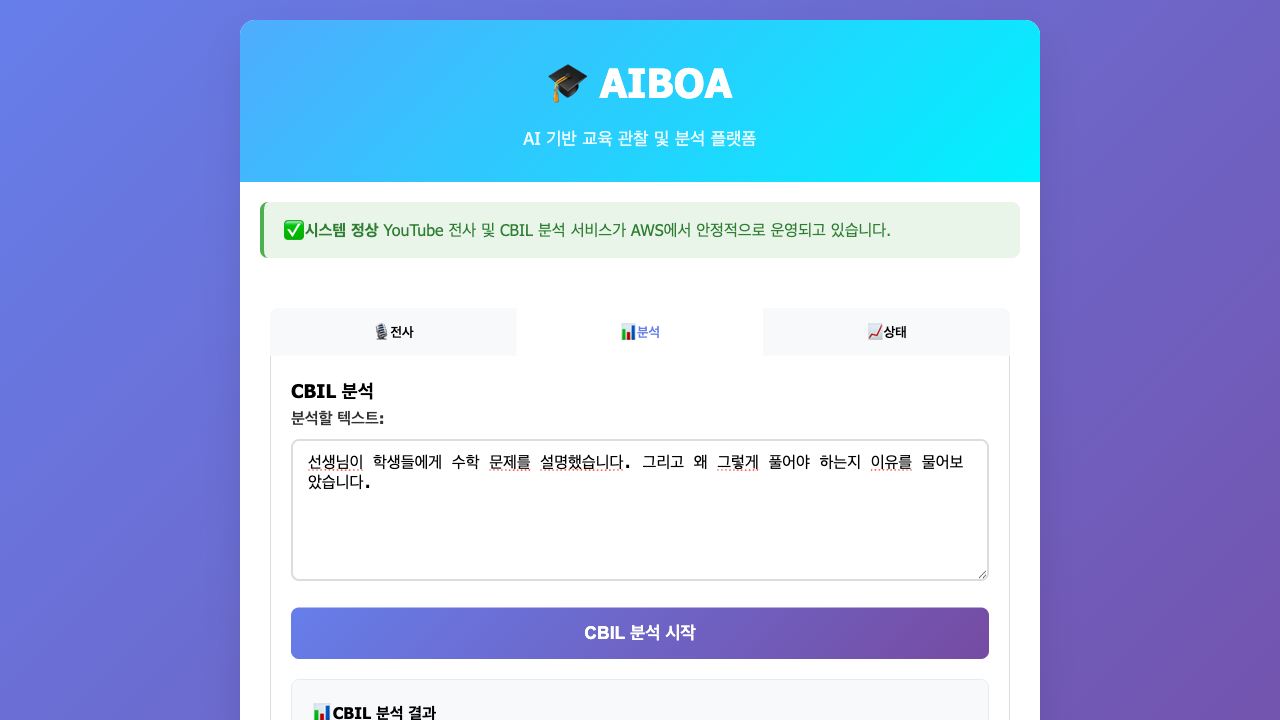 🎓 AIBOA
AI 기반 교육 관찰 및 분석 플랫폼
✅시스템 정상 YouTube 전사 및 CBIL 분석 서비스가 AWS에서 안정적으로 운영되고 있습니다.
🎙️전사
📊분석
📈상태
CBIL 분석
분석할 텍스트:
선생님이 학생들에게 수학 문제를 설명했습니다. 그리고 왜 그렇게 풀어야 하는지 이유를 물어보
았습니다.
CBIL 분석 시작
📊CBIL 분석 결과